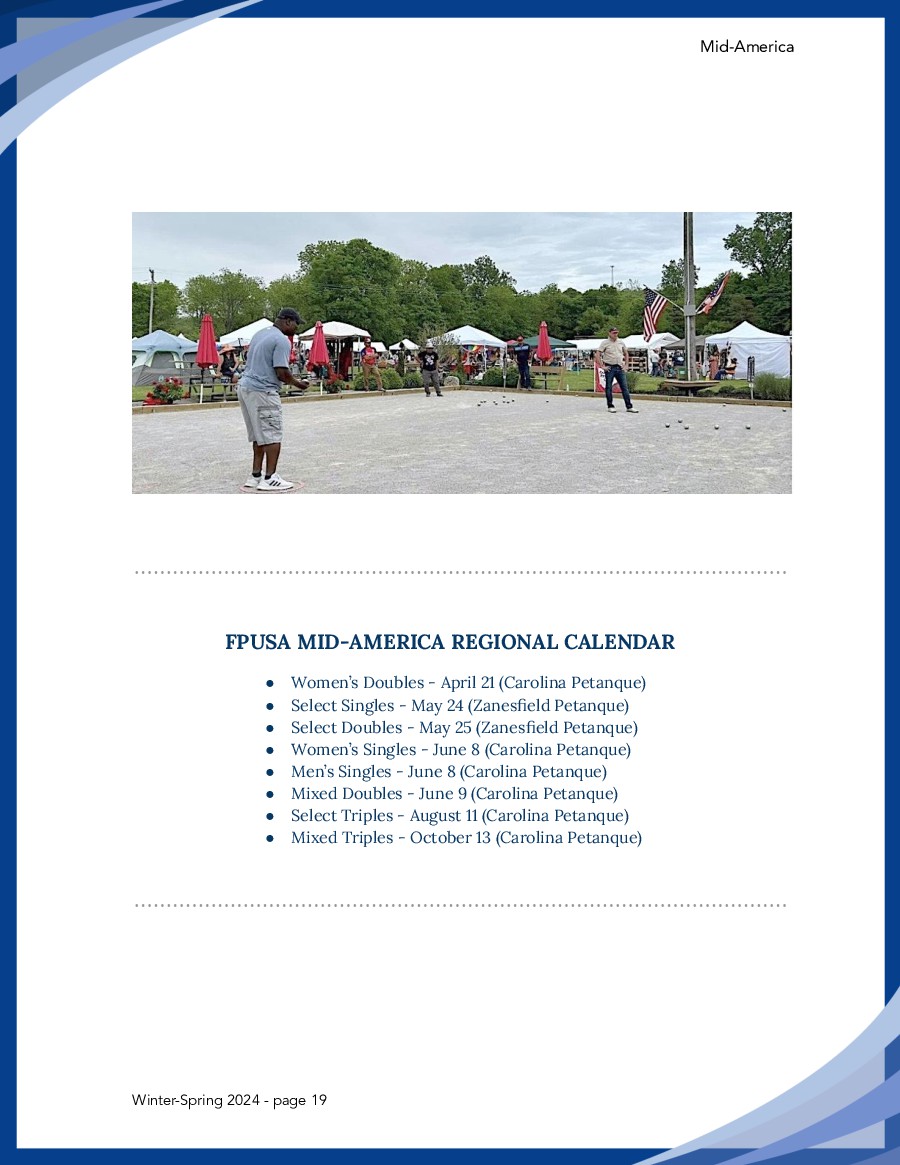 Mid-America
FPUSA MID-AMERICA REGIONAL CALENDAR
● Women’s Doubles - April 21 (Carolina Petanque)
● Select Singles - May 24 (Zanesfield Petanque)
● Select Doubles - May 25 (Zanesfield Petanque)
● Women’s Singles - June 8 (Carolina Petanque)
● Men’s Singles - June 8 (Carolina Petanque)
● Mixed Doubles - June 9 (Carolina Petanque)
● Select Triples - August 11 (Carolina Petanque)
● Mixed Triples - October 13 (Carolina Petanque)
Winter-Spring 2024 - page 19